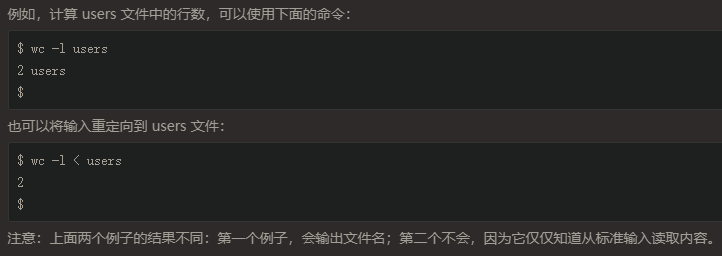 例如，计算 users 文件中的行数，可以使用下面的命令：
$ wc -l users
2 users
$
也可以将输入重定向到 users 文件：
$ wc -l < users
2
$
注意：上面两个例子的结果不同：第一个例子，会输出文件名；第二个不会，因为它仅仅知道从标准输入读取内容。